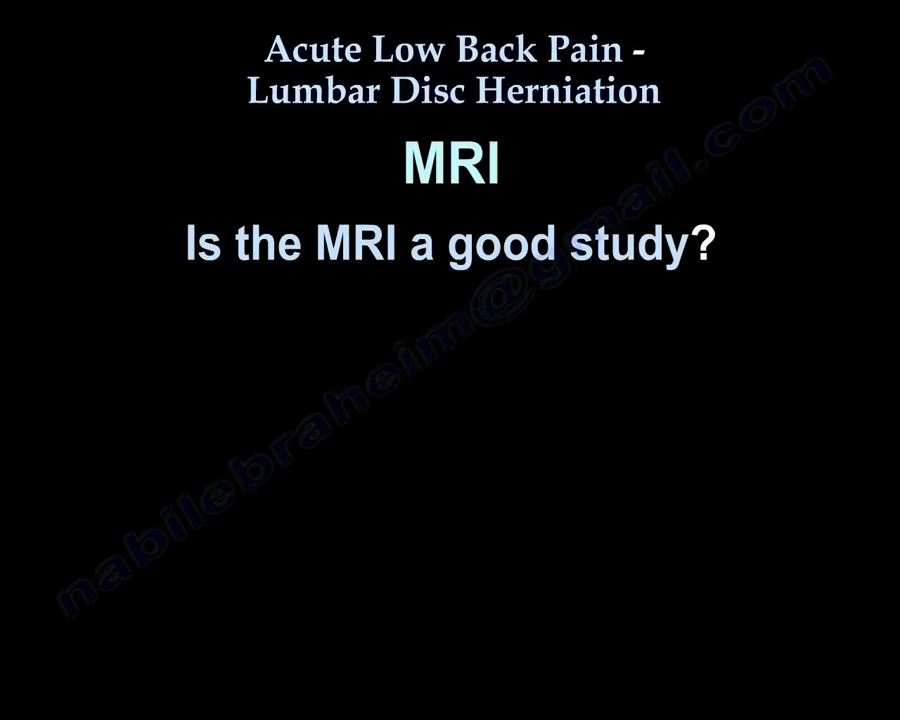 Acute Low Back Pain -
Lumbar Disc Herniation
MRI
Is the MRI a good study?
nabilebraheim@gmail.com